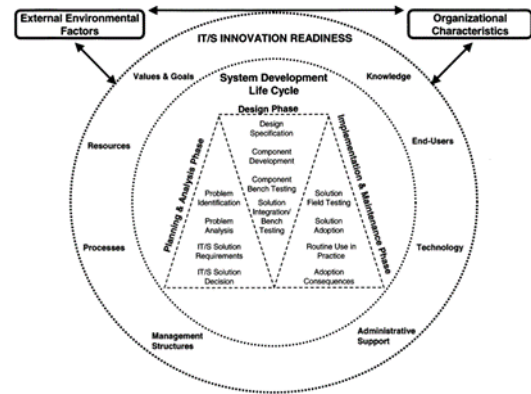 External Environmental
Factors
Organizational
Characteristics
IT/S INNOVATION READINESS
Values & Goals
Knowledge
System Development
Life Cycle
Resources
End-Users
Processes
Technology
Management
Structures
Administrative
Support
Planning & Analysis Phase
Design Phase
Implementation & Maintenance Phase
Problem
Identification
Problem
Analysis
IT/S Solution
Requirements
IT/S Solution
Decision
Design
Specification
Component
Development
Component
Bench Testing
Solution
Integration/
Bench
Testing
Solution
Field Testing
Solution
Adoption
Routine Use in
Practice
Adoption
Consequences